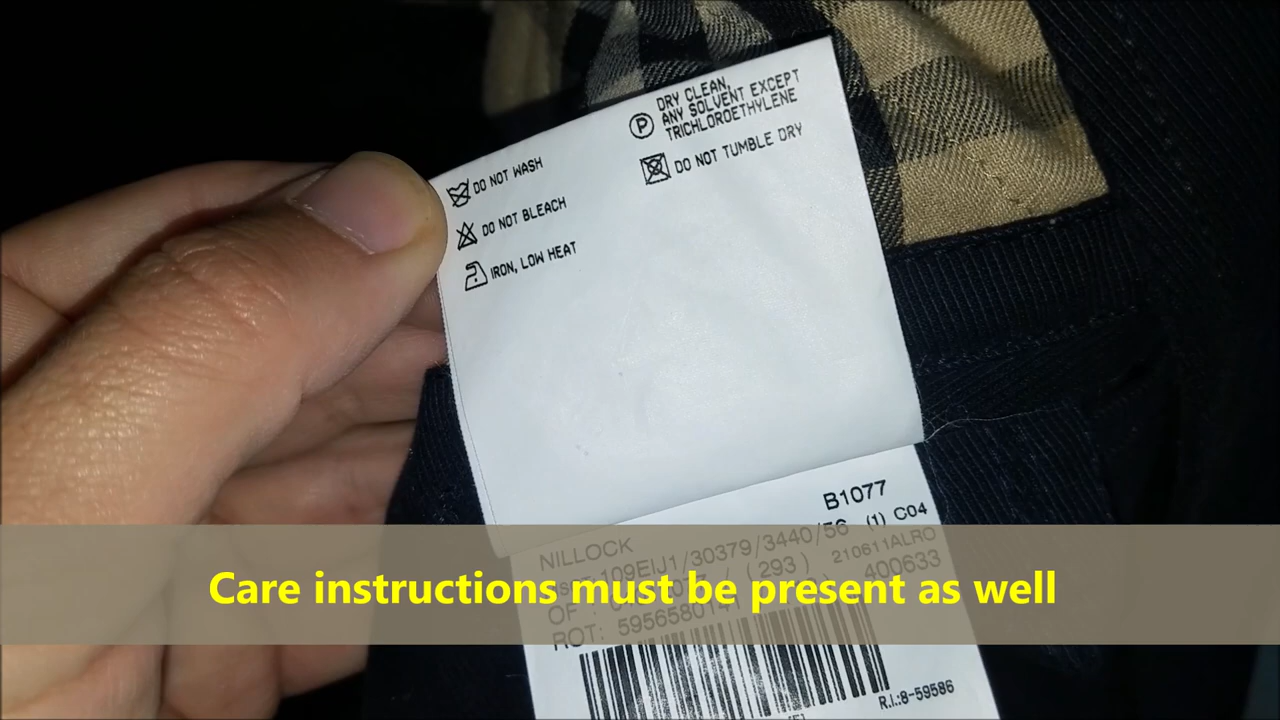 DO NOT WASH
DO NOT BLEACH
IRON, LOW HEAT
P
DRY CLEAN,
ANY SOLVENT EXCEPT
TRICHLOROETHYLENE
DO NOT TUMBLE DRY
B1077
NILLOCK
109EIJ1/30379/3440/56 (1) C04
(293) 210611ALRO
OF : 400633
ROT:
Care instructions must be present as well
R.I.:8-59586